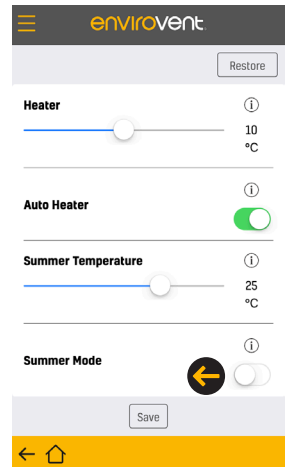 envirovent
Restore
Heater
10
°C
Auto Heater
Summer Temperature
25
°C
Summer Mode
Save